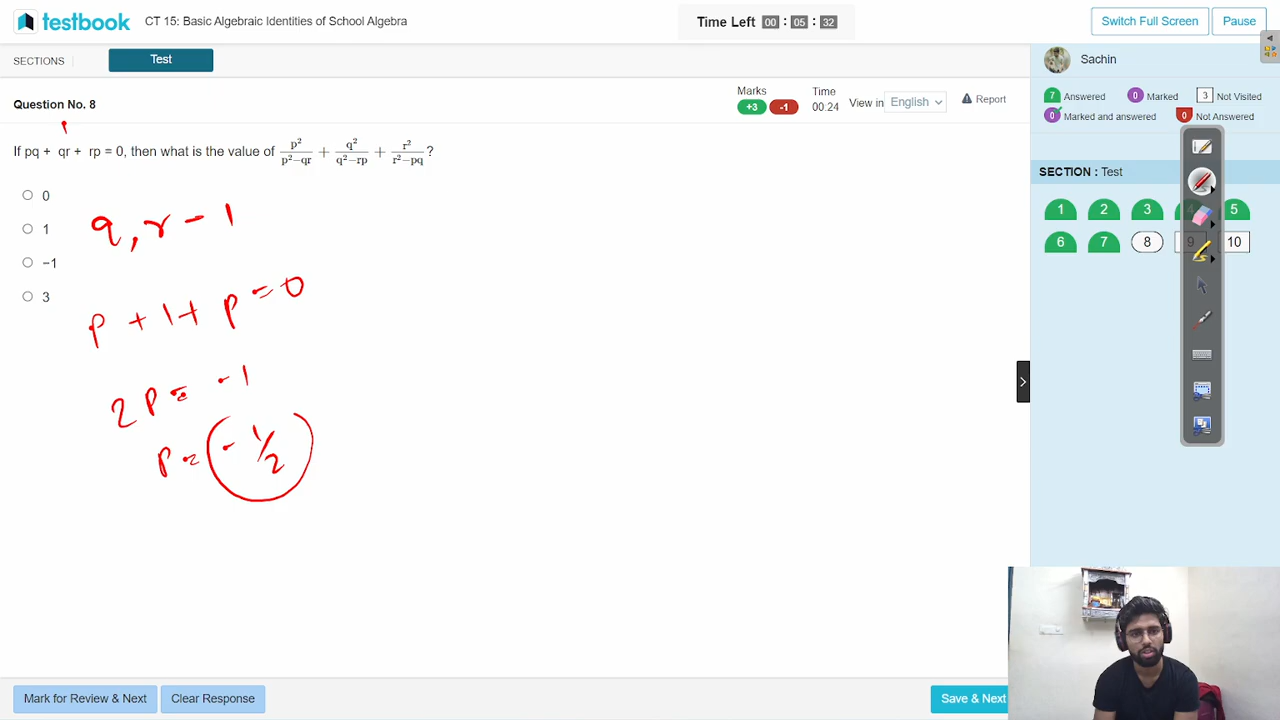 testbook
CT 15: Basic Algebraic Identities of School Algebra
Time Left 00 : 05 : 32
Switch Full Screen
Pause
SECTIONS
Test
Sachin
Question No. 8
Marks
+3 -1
Time
00:24
View in English
Report
7 Answered
0 Marked
3 Not Visited
0 Marked and answered
0 Not Answered
If pq + qr + rp = 0, then what is the value of p²/(p²−qr) + q²/(q²−rp) + r²/(r²−pq) ?
0
1
−1
3
q, r - 1
p + 1 + p = 0
2p = -1
p = -1/2
SECTION : Test
1 2 3 4 5
6 7 8 9 10
Mark for Review & Next
Clear Response
Save & Next